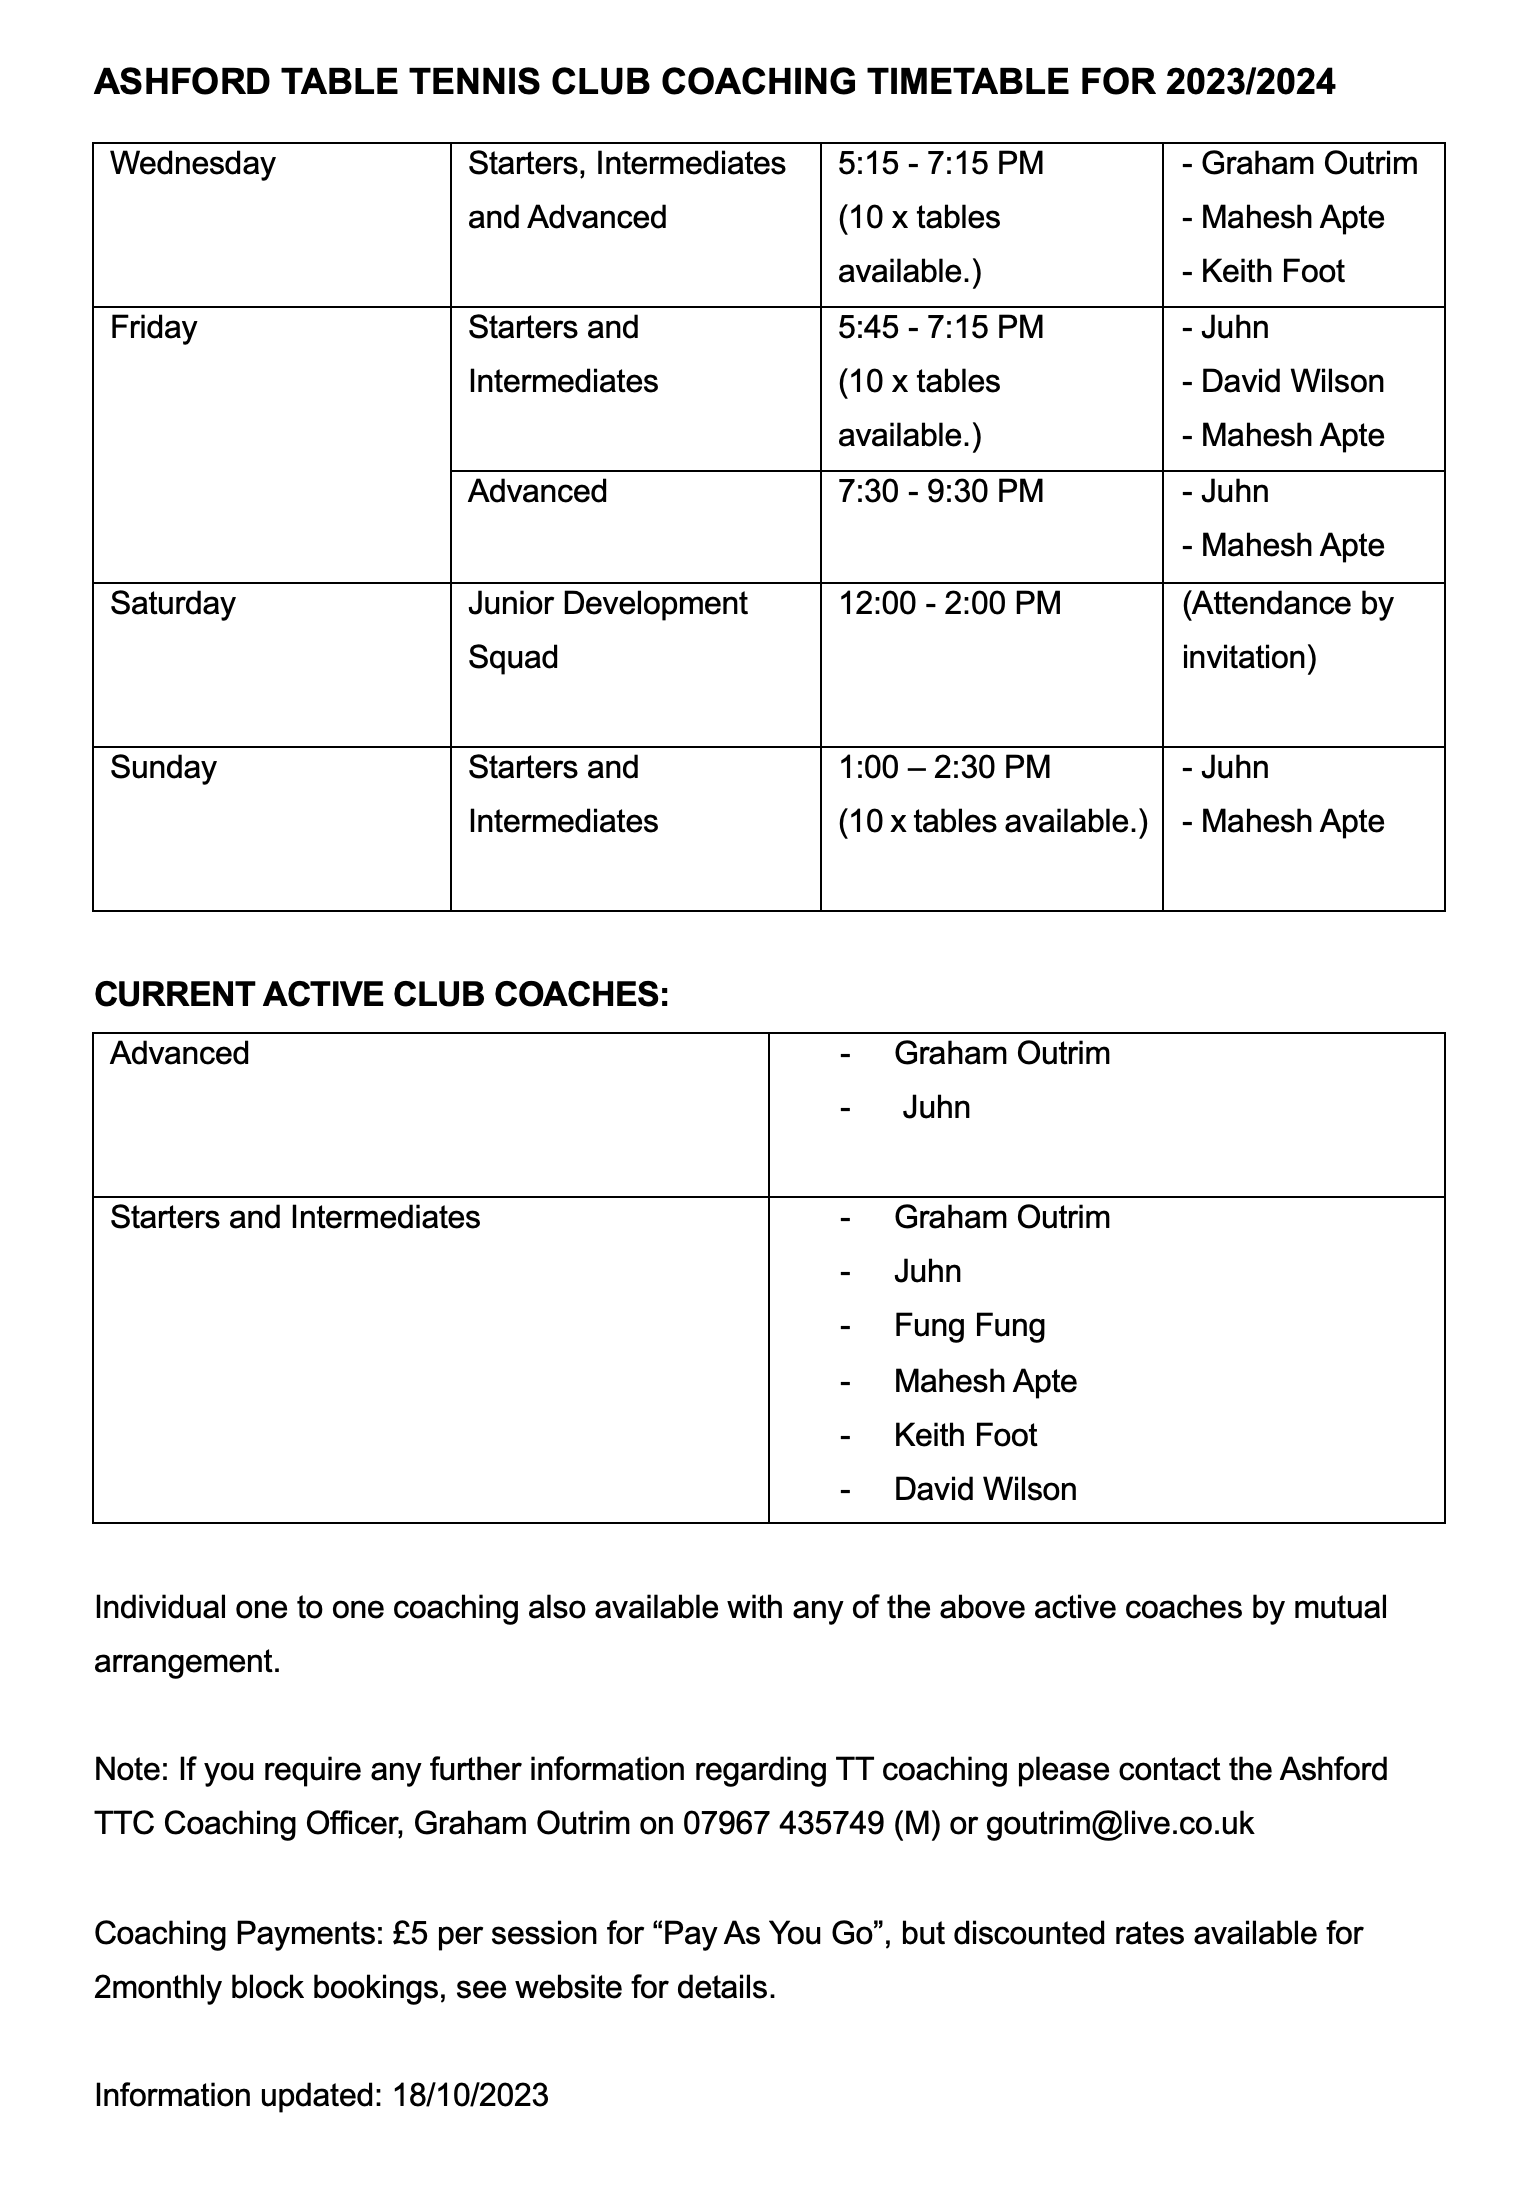 ASHFORD TABLE TENNIS CLUB COACHING TIMETABLE FOR 2023/2024
Wednesday
Starters, Intermediates
and Advanced
5:15 - 7:15 PM
(10 x tables
available.)
- Graham Outrim
- Mahesh Apte
- Keith Foot
Friday
Starters and
Intermediates
5:45 - 7:15 PM
(10 x tables
available.)
- Juhn
- David Wilson
- Mahesh Apte
Advanced
7:30 - 9:30 PM
- Juhn
- Mahesh Apte
Saturday
Junior Development
Squad
12:00 - 2:00 PM
(Attendance by
invitation)
Sunday
Starters and
Intermediates
1:00 – 2:30 PM
(10 x tables available.)
- Juhn
- Mahesh Apte
CURRENT ACTIVE CLUB COACHES:
Advanced
- Graham Outrim
- Juhn
Starters and Intermediates
- Graham Outrim
- Juhn
- Fung Fung
- Mahesh Apte
- Keith Foot
- David Wilson
Individual one to one coaching also available with any of the above active coaches by mutual
arrangement.
Note: If you require any further information regarding TT coaching please contact the Ashford
TTC Coaching Officer, Graham Outrim on 07967 435749 (M) or goutrim@live.co.uk
Coaching Payments: £5 per session for “Pay As You Go”, but discounted rates available for
2monthly block bookings, see website for details.
Information updated: 18/10/2023